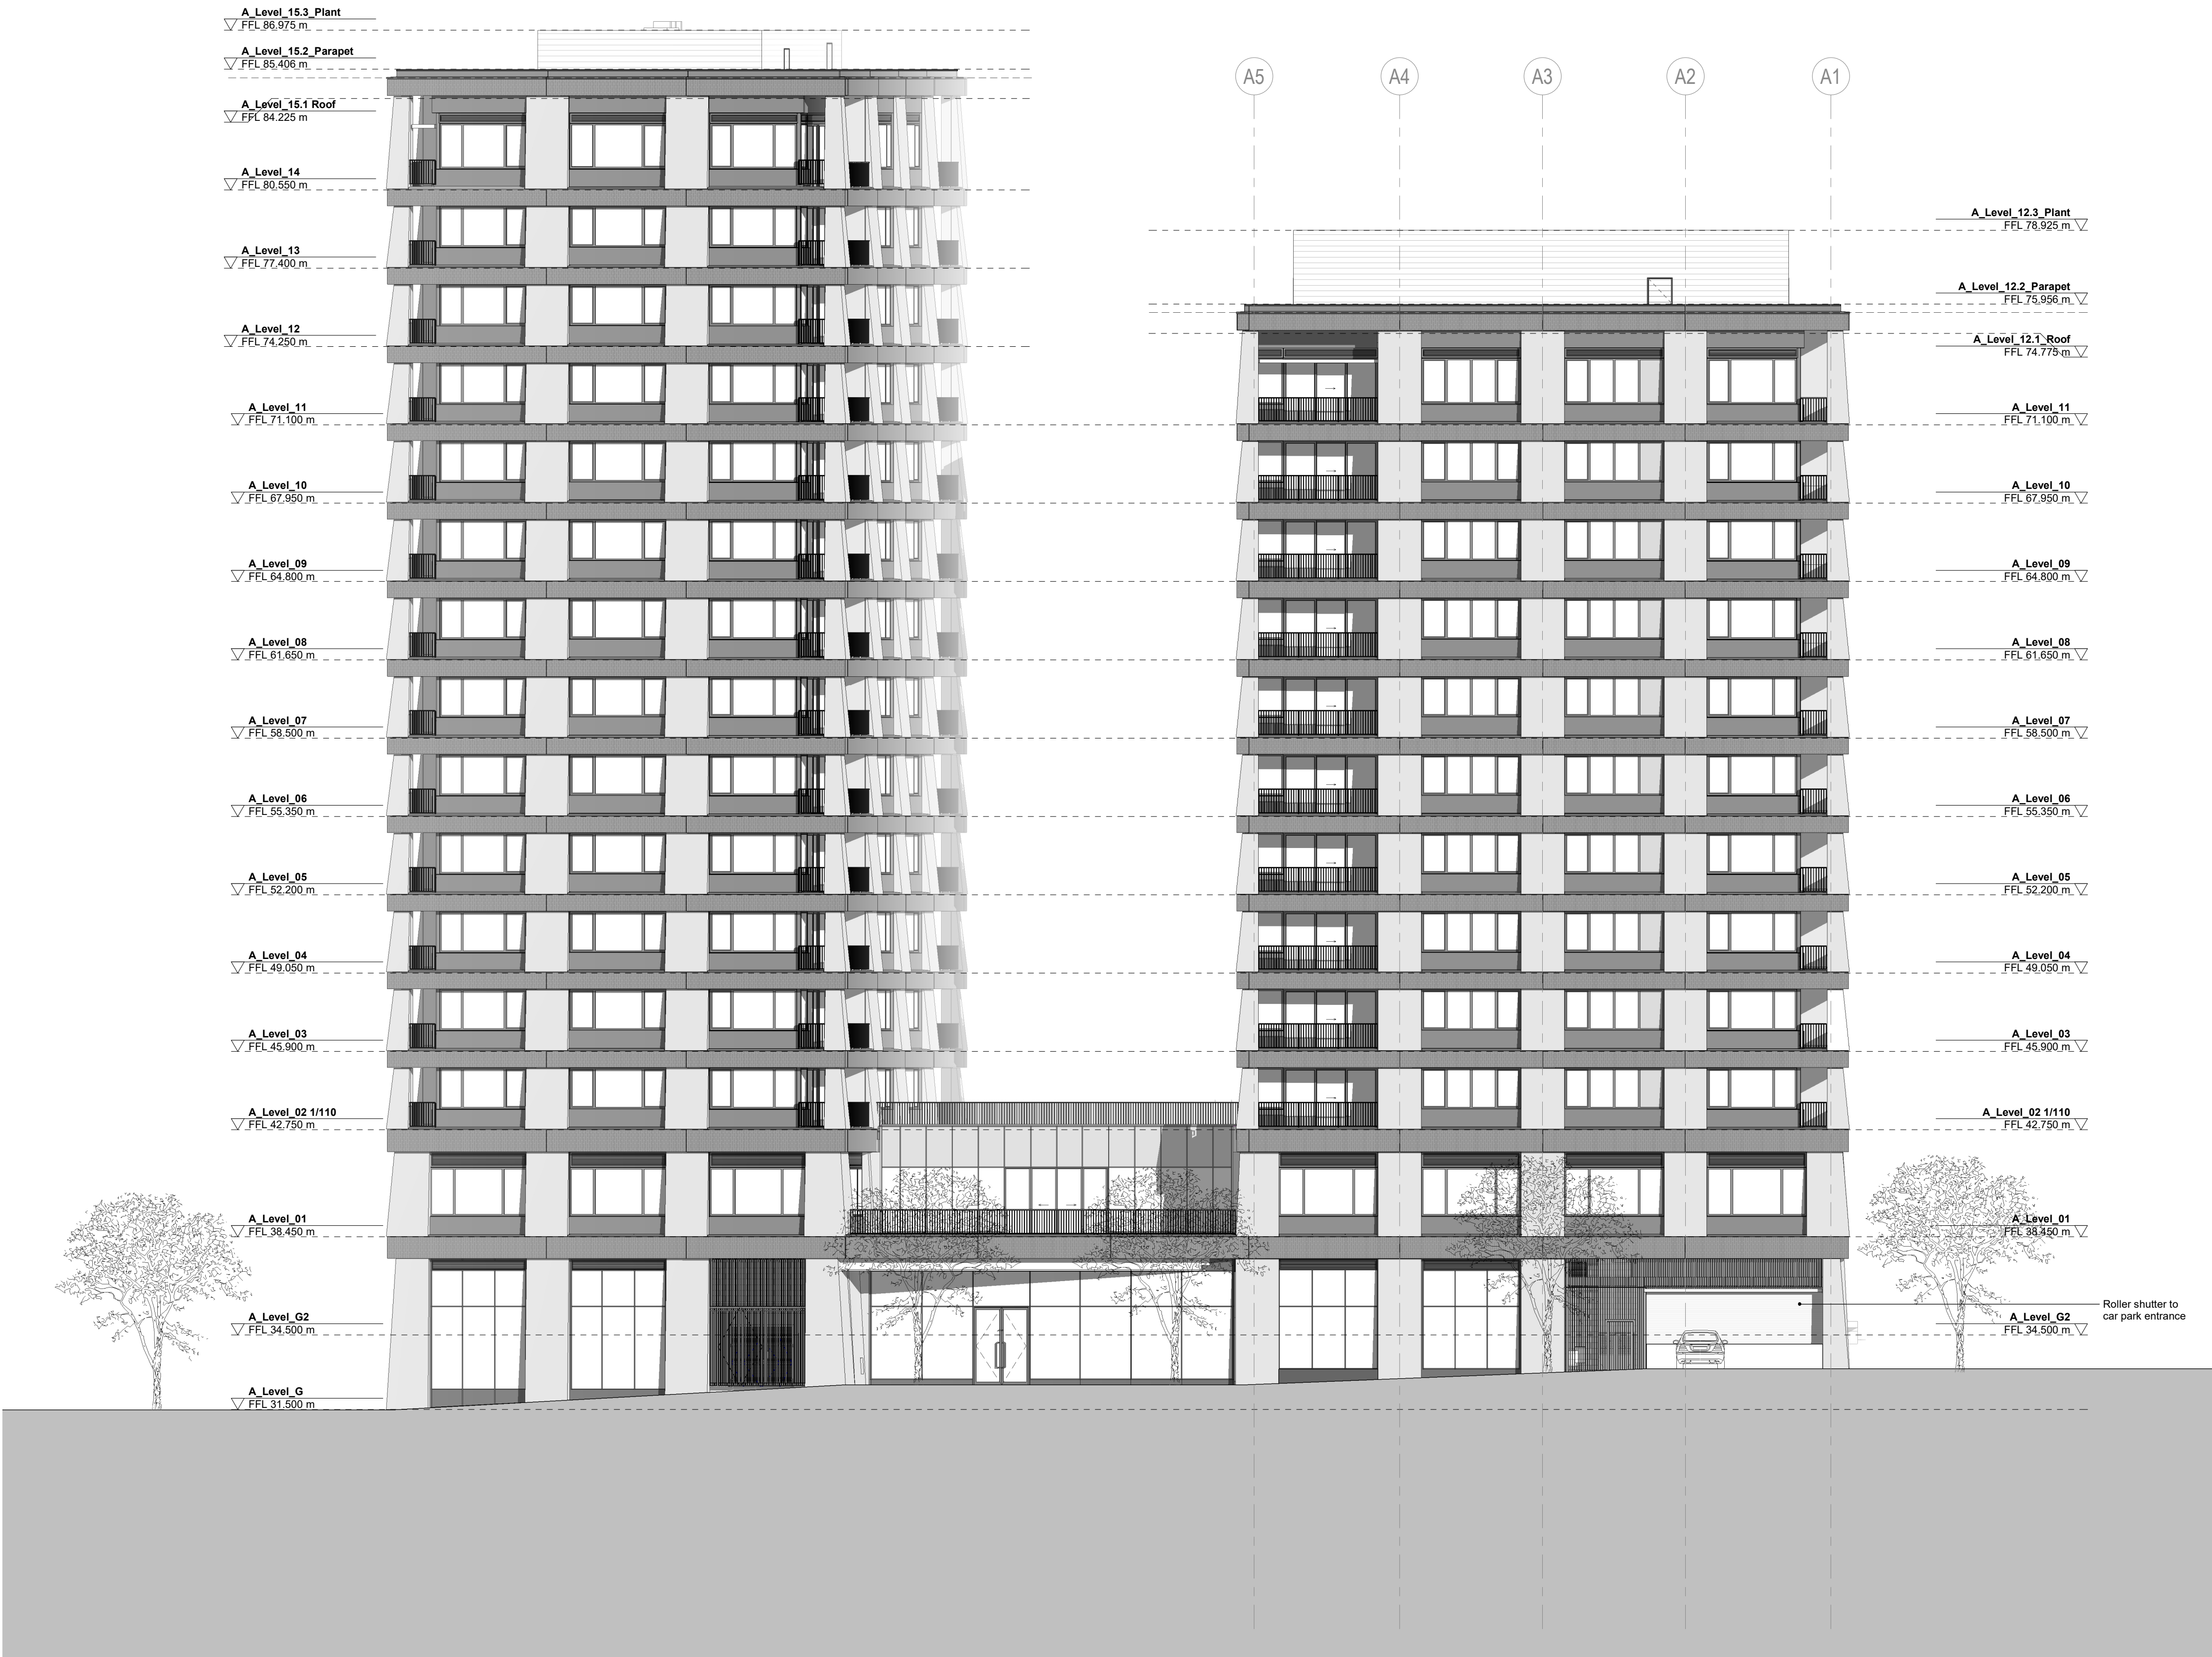 A_Level_15.3_Plant
FFL 86.975 m
A_Level_15.2_Parapet
FFL 85.406 m
A_Level_15.1 Roof
FFL 84.225 m
A_Level_14
FFL 80.550 m
A_Level_13
FFL 77.400 m
A_Level_12
FFL 74.250 m
A_Level_11
FFL 71.100 m
A_Level_10
FFL 67.950 m
A_Level_09
FFL 64.800 m
A_Level_08
FFL 61.650 m
A_Level_07
FFL 58.500 m
A_Level_06
FFL 55.350 m
A_Level_05
FFL 52.200 m
A_Level_04
FFL 49.050 m
A_Level_03
FFL 45.900 m
A_Level_02 1/110
FFL 42.750 m
A_Level_01
FFL 38.450 m
A_Level_G2
FFL 34.500 m
A_Level_G
FFL 31.500 m
A5 A4 A3 A2 A1
A_Level_12.3_Plant
FFL 78.925 m
A_Level_12.2_Parapet
FFL 75.956 m
A_Level_12.1_Roof
FFL 74.775 m
A_Level_11
FFL 71.100 m
A_Level_10
FFL 67.950 m
A_Level_09
FFL 64.800 m
A_Level_08
FFL 61.650 m
A_Level_07
FFL 58.500 m
A_Level_06
FFL 55.350 m
A_Level_05
FFL 52.200 m
A_Level_04
FFL 49.050 m
A_Level_03
FFL 45.900 m
A_Level_02 1/110
FFL 42.750 m
A_Level_01
FFL 38.450 m
Roller shutter to
car park entrance
A_Level_G2
FFL 34.500 m